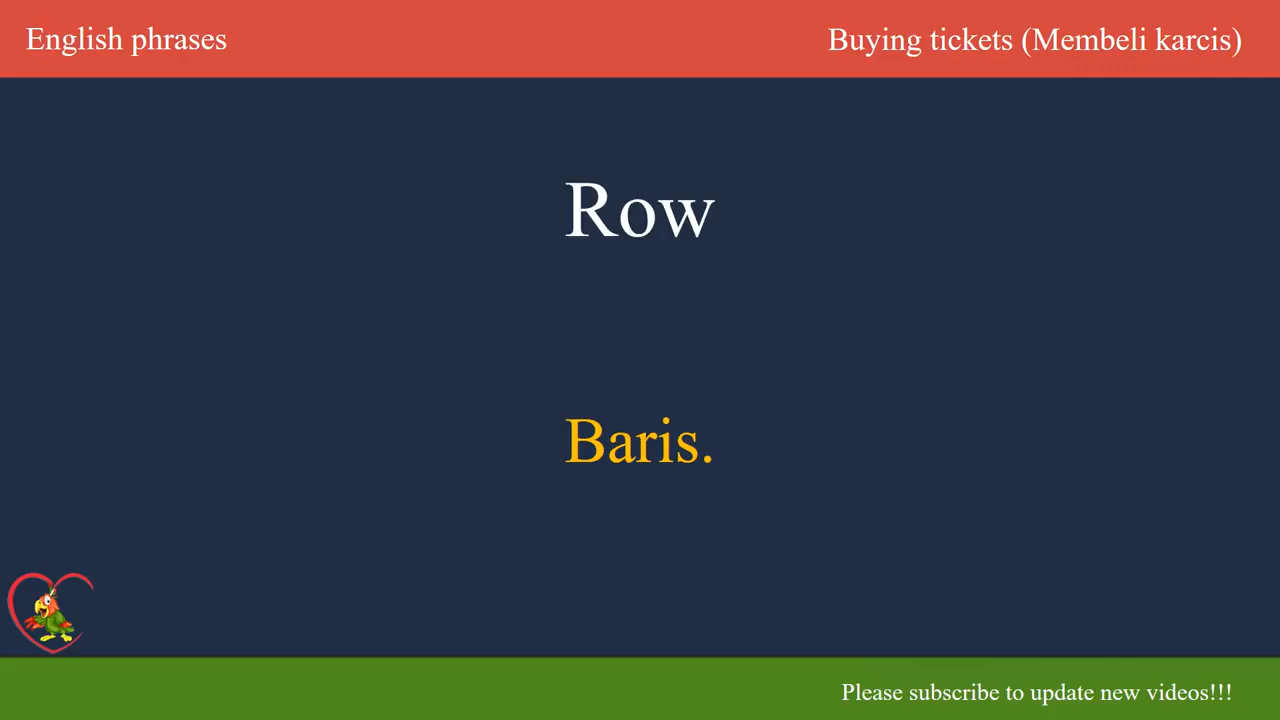 English phrases
Buying tickets (Membeli karcis)
Row
Baris.
Please subscribe to update new videos!!!